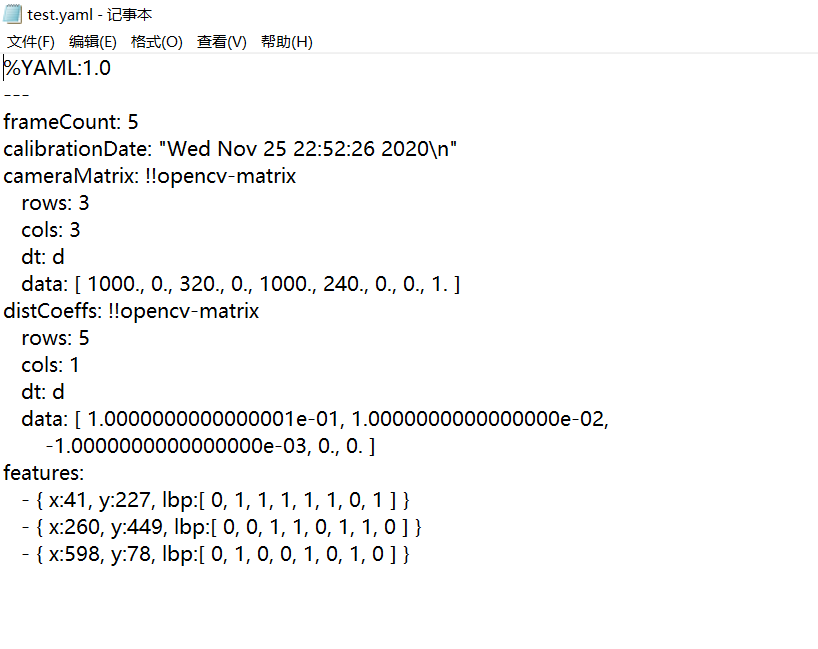 test.yaml - 记事本
文件(F) 编辑(E) 格式(O) 查看(V) 帮助(H)
%YAML:1.0
---
frameCount: 5
calibrationDate: "Wed Nov 25 22:52:26 2020\n"
cameraMatrix: !!opencv-matrix
   rows: 3
   cols: 3
   dt: d
   data: [ 1000., 0., 320., 0., 1000., 240., 0., 0., 1. ]
distCoeffs: !!opencv-matrix
   rows: 5
   cols: 1
   dt: d
   data: [ 1.0000000000000001e-01, 1.0000000000000000e-02,
       -1.0000000000000000e-03, 0., 0. ]
features:
   - { x:41, y:227, lbp:[ 0, 1, 1, 1, 1, 1, 0, 1 ] }
   - { x:260, y:449, lbp:[ 0, 0, 1, 1, 0, 1, 1, 0 ] }
   - { x:598, y:78, lbp:[ 0, 1, 0, 0, 1, 0, 1, 0 ] }